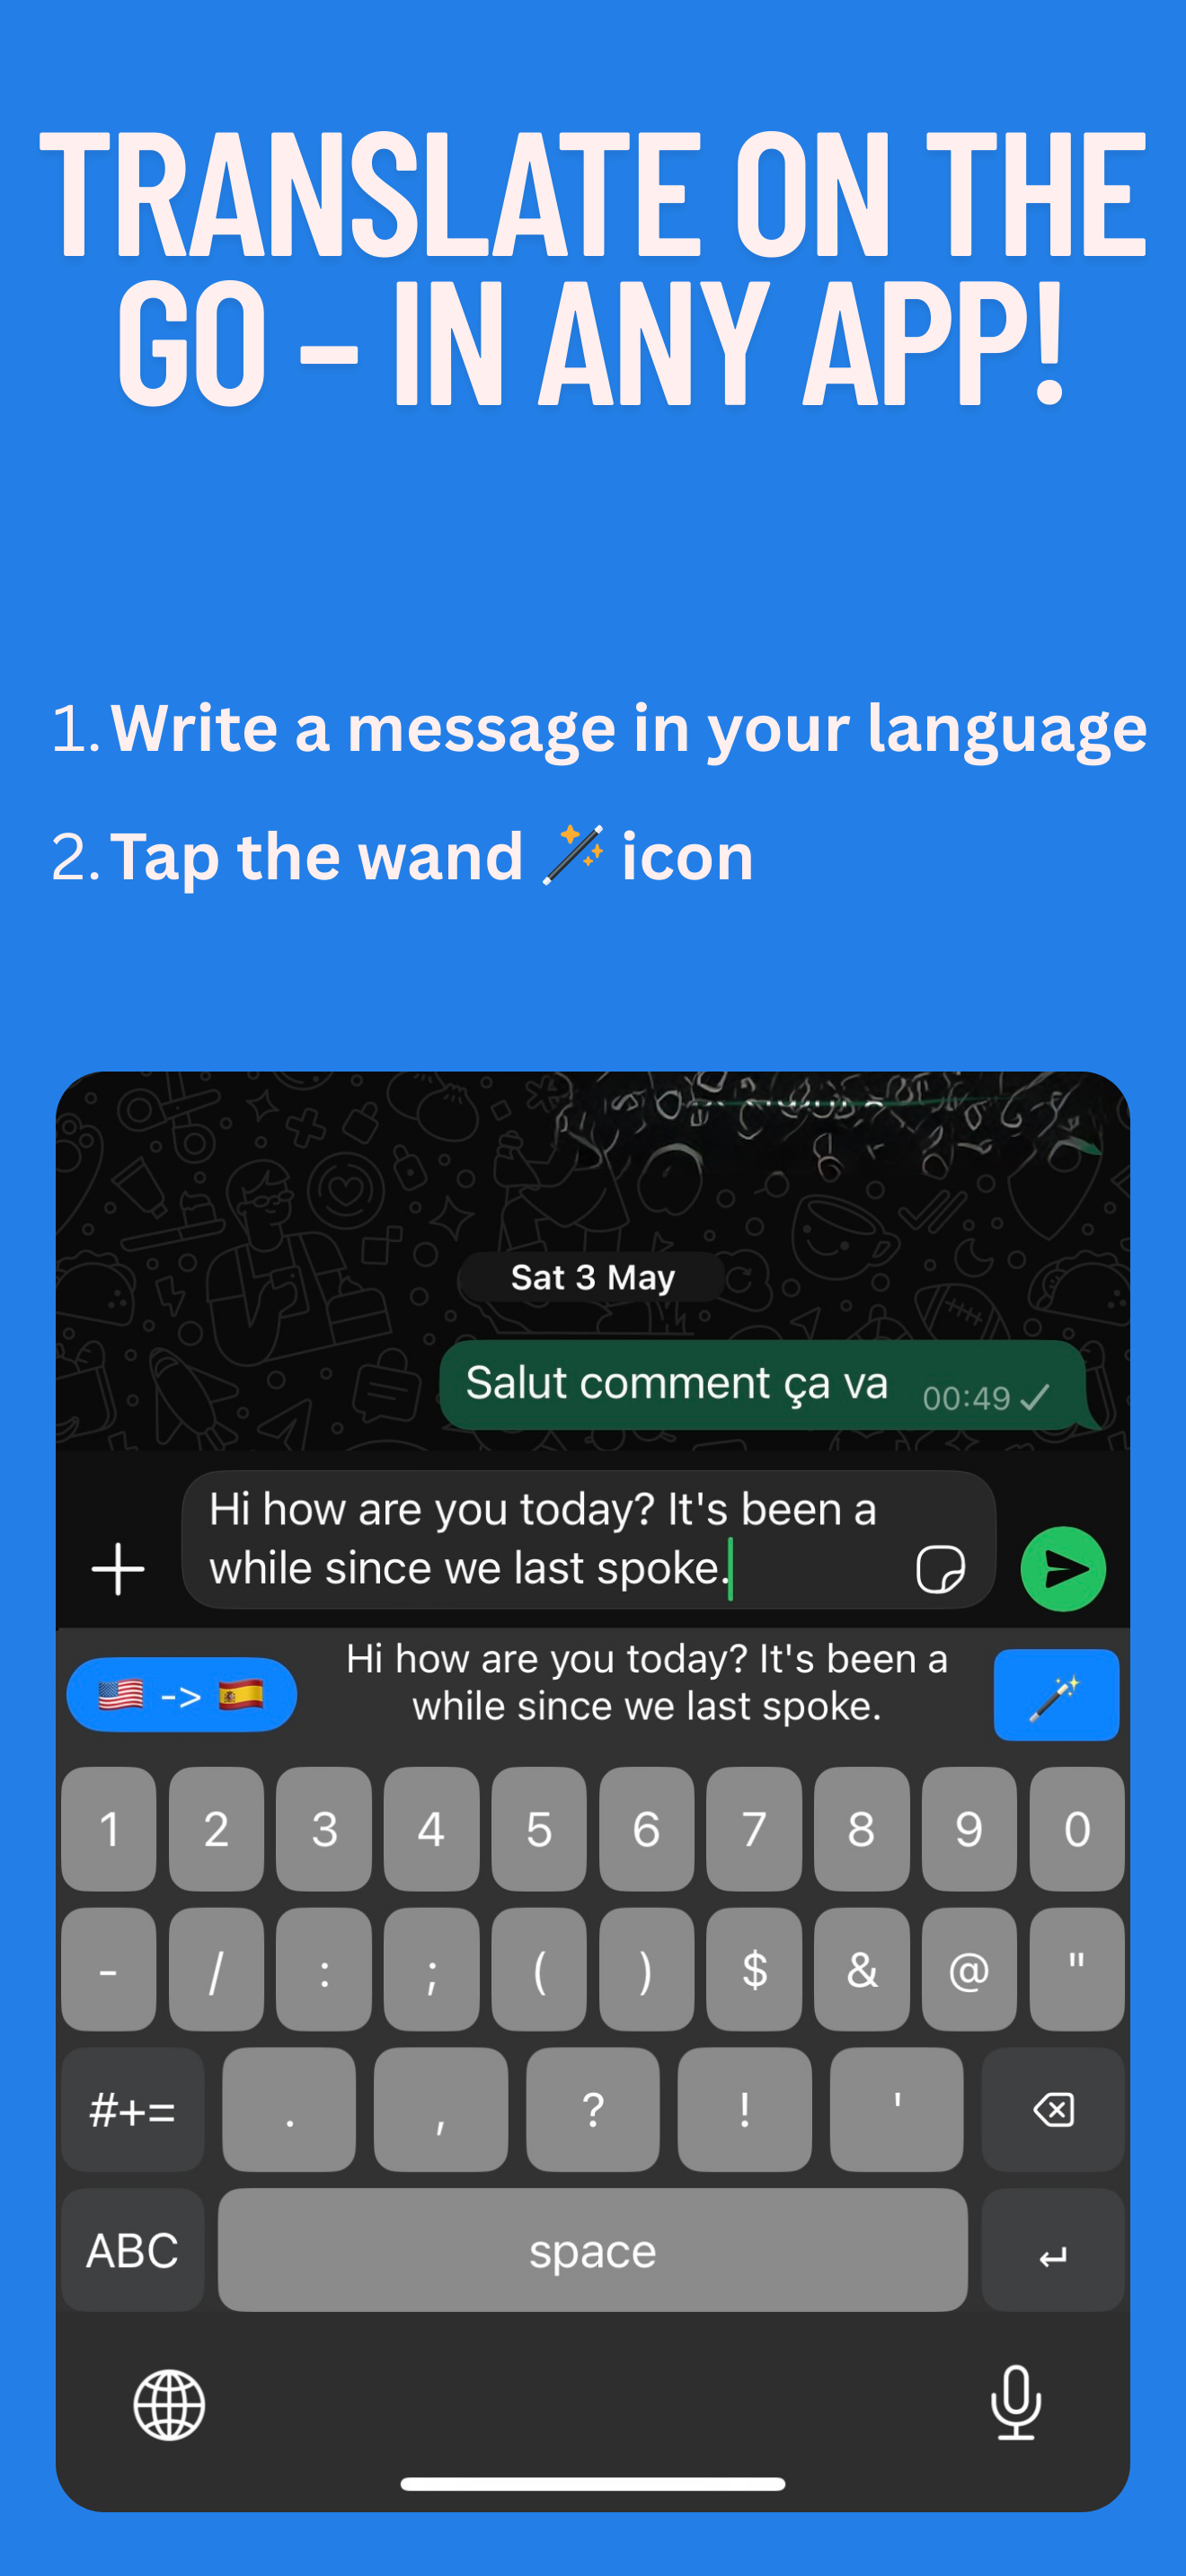 TRANSLATE ON THE
GO – IN ANY APP!
1. Write a message in your language
2. Tap the wand 🪄 icon
Sat 3 May
Salut comment ça va 00:49
Hi how are you today? It's been a
while since we last spoke.
🇺🇸 -> 🇪🇸
Hi how are you today? It's been a
while since we last spoke.
1 2 3 4 5 6 7 8 9 0
- / : ; ( ) $ & @ "
#+= . , ? ! '
ABC space